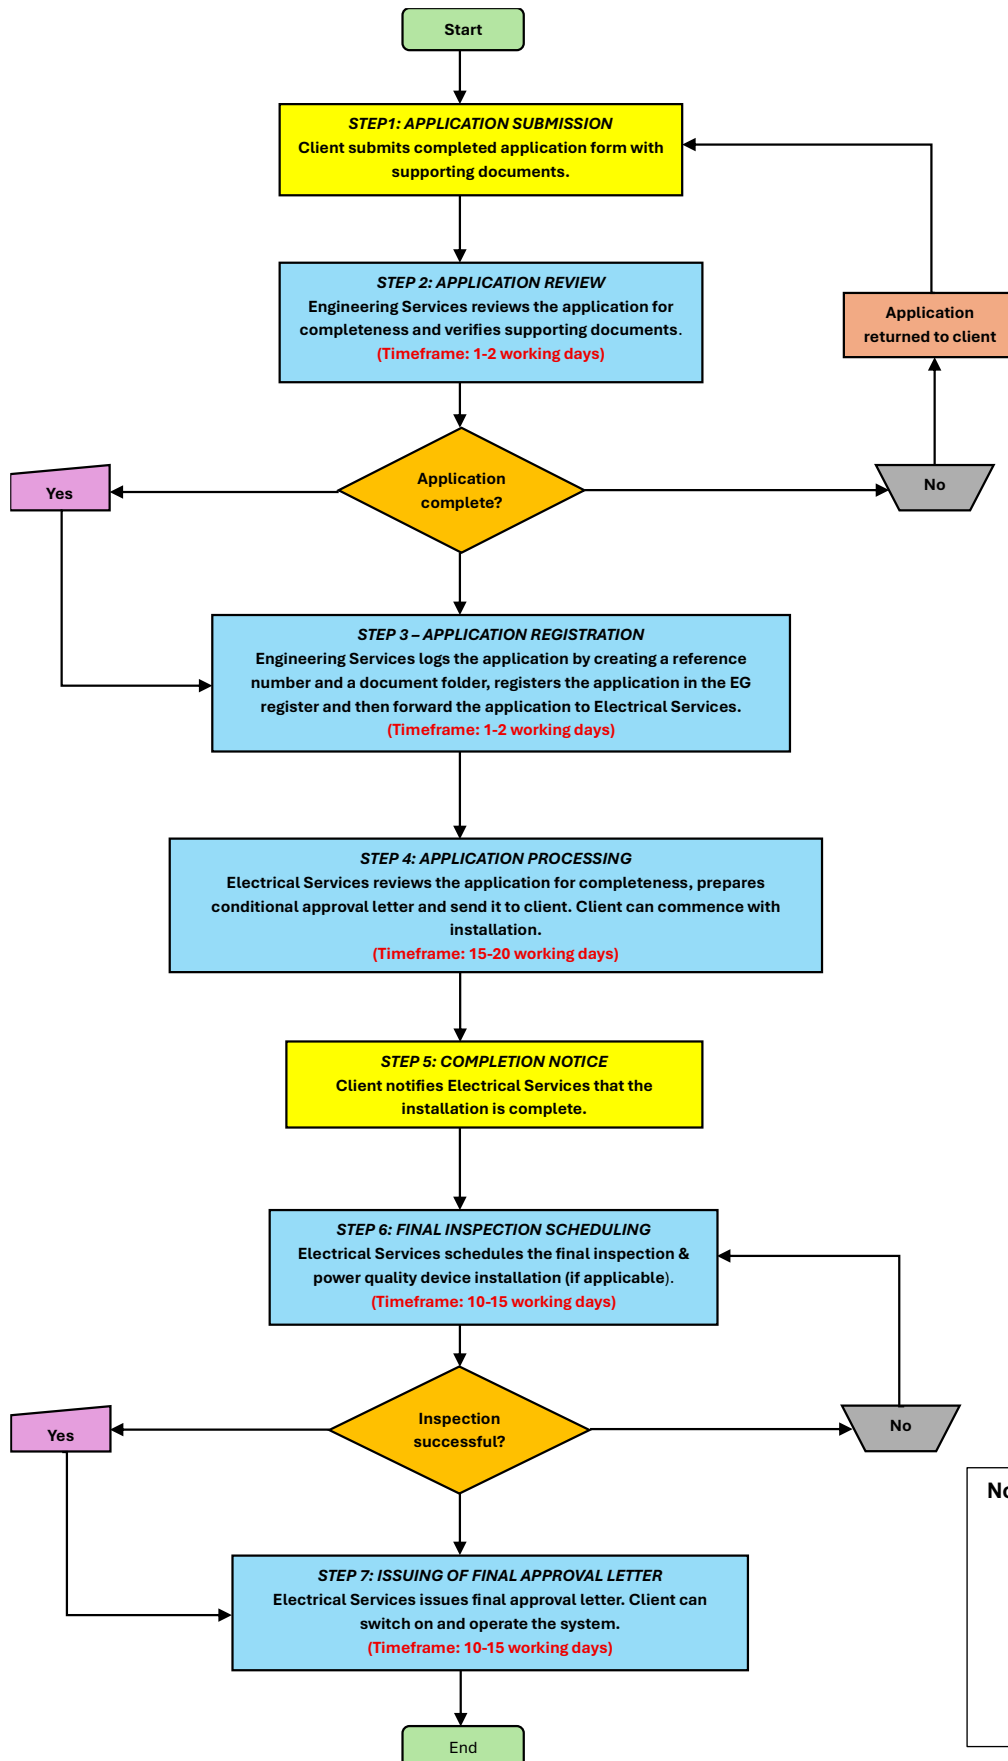 Start
STEP1: APPLICATION SUBMISSION
Client submits completed application form with
supporting documents.
STEP 2: APPLICATION REVIEW
Engineering Services reviews the application for
completeness and verifies supporting documents.
(Timeframe: 1-2 working days)
Application
returned to client
Application
complete?
Yes
No
STEP 3 – APPLICATION REGISTRATION
Engineering Services logs the application by creating a reference
number and a document folder, registers the application in the EG
register and then forward the application to Electrical Services.
(Timeframe: 1-2 working days)
STEP 4: APPLICATION PROCESSING
Electrical Services reviews the application for completeness, prepares
conditional approval letter and send it to client. Client can commence with
installation.
(Timeframe: 15-20 working days)
STEP 5: COMPLETION NOTICE
Client notifies Electrical Services that the
installation is complete.
STEP 6: FINAL INSPECTION SCHEDULING
Electrical Services schedules the final inspection &
power quality device installation (if applicable).
(Timeframe: 10-15 working days)
Inspection
successful?
Yes
No
STEP 7: ISSUING OF FINAL APPROVAL LETTER
Electrical Services issues final approval letter. Client can
switch on and operate the system.
(Timeframe: 10-15 working days)
End